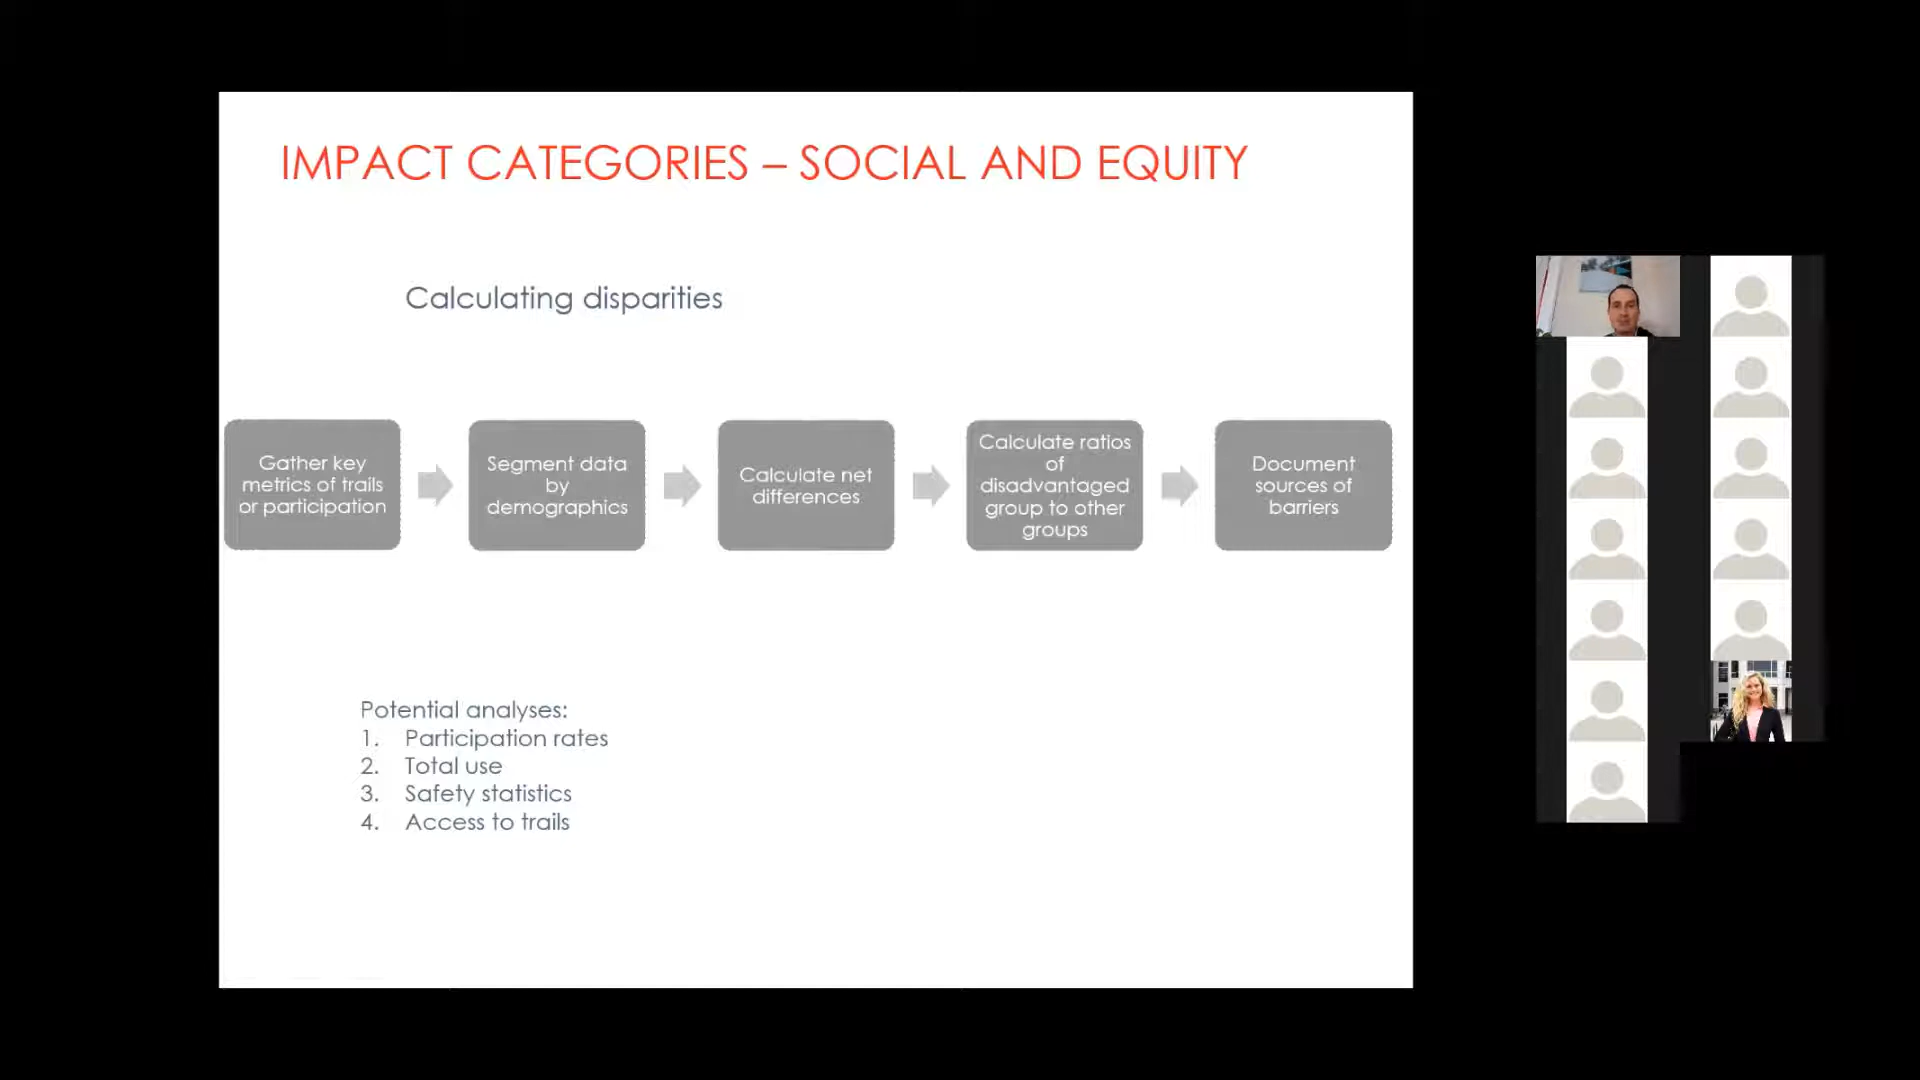 IMPACT CATEGORIES – SOCIAL AND EQUITY
Calculating disparities
Gather key
metrics of trails
or participation
Segment data
by
demographics
Calculate net
differences
Calculate ratios
of
disadvantaged
group to other
groups
Document
sources of
barriers
Potential analyses:
1. Participation rates
2. Total use
3. Safety statistics
4. Access to trails